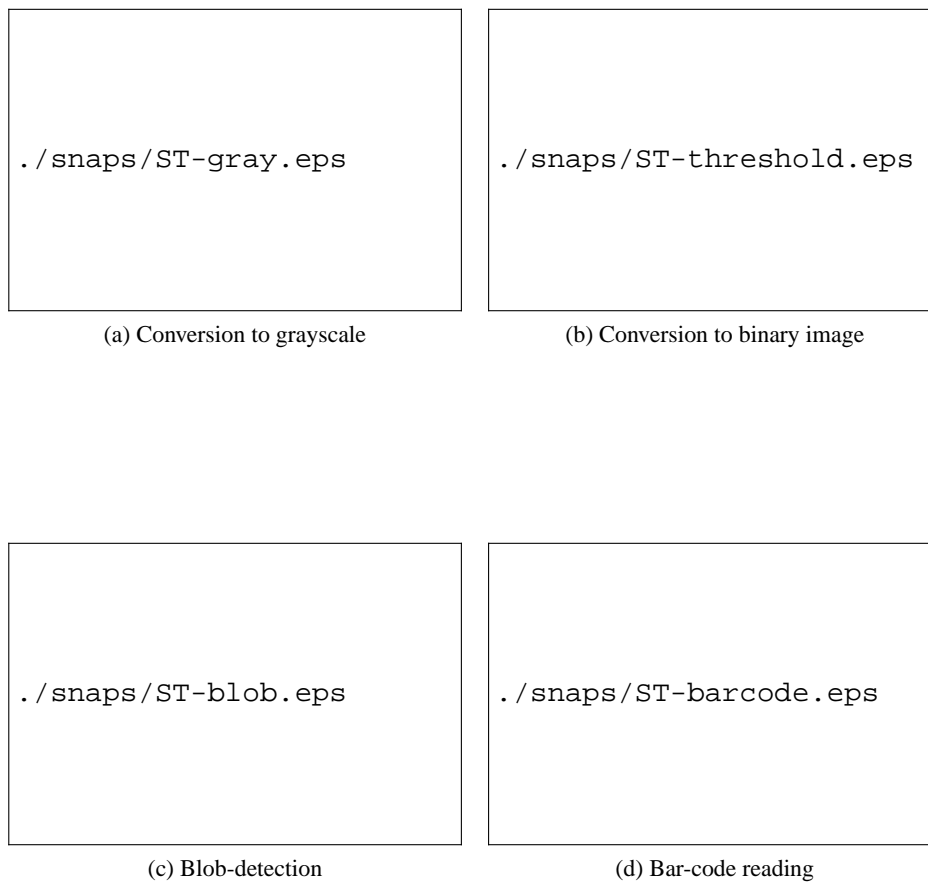 ./snaps/ST-gray.eps
./snaps/ST-threshold.eps
(a) Conversion to grayscale
(b) Conversion to binary image
./snaps/ST-blob.eps
./snaps/ST-barcode.eps
(c) Blob-detection
(d) Bar-code reading